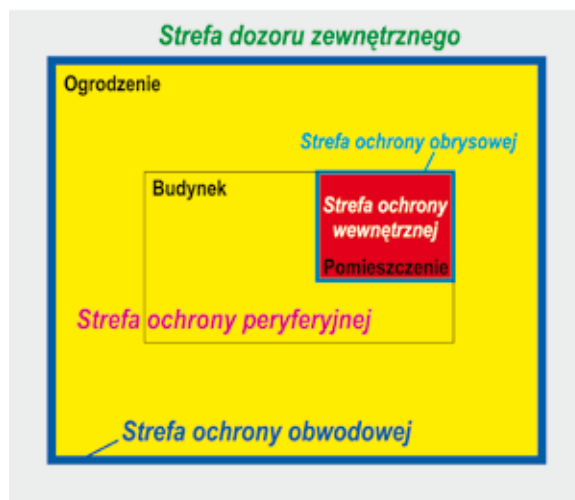 Strefa dozoru zewnętrznego
Ogrodzenie
Strefa ochrony obrysowej
Budynek
Strefa ochrony
wewnętrznej
Pomieszczenie
Strefa ochrony peryferyjnej
Strefa ochrony obwodowej